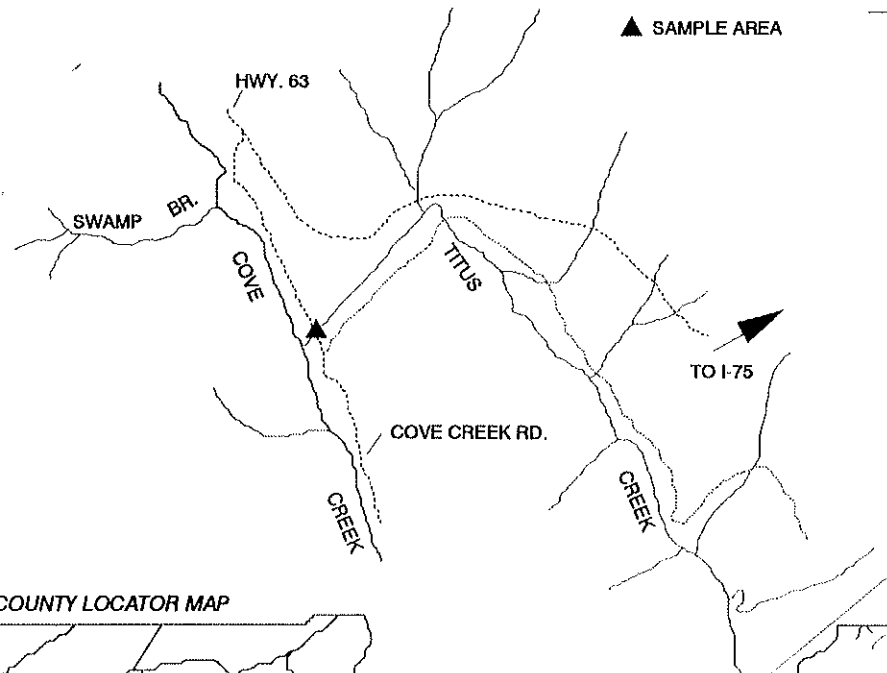 ▲ SAMPLE AREA
HWY. 63
SWAMP BR.
COVE
TITUS
TO I-75
COVE CREEK RD.
CREEK
CREEK
COUNTY LOCATOR MAP